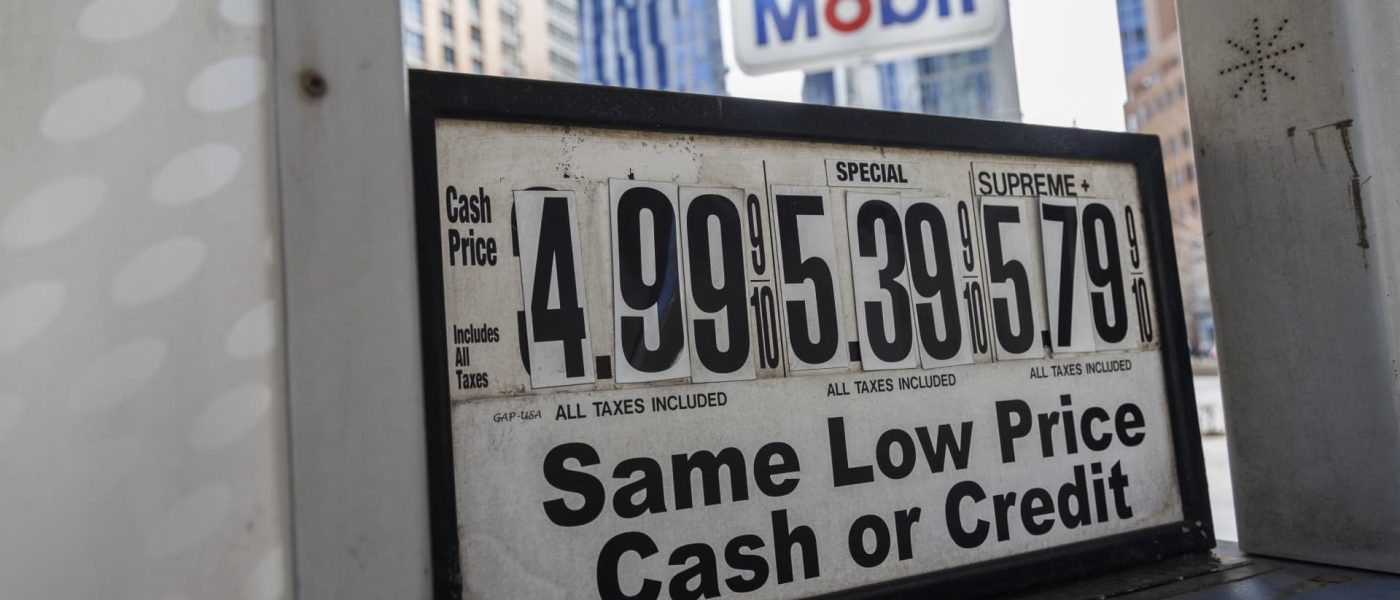 Mobil
SPECIAL
SUPREME +
Cash
Price
4.99 9/10 5.39 9/10 5.79 9/10
Includes
All
Taxes
GAP-USA ALL TAXES INCLUDED ALL TAXES INCLUDED ALL TAXES INCLUDED
Same Low Price
Cash or Credit